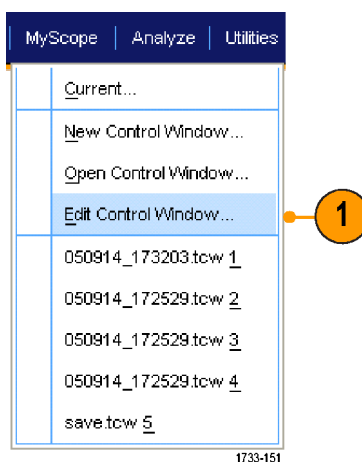 MyScope | Analyze | Utilities
Current...
New Control Window...
Open Control Window...
Edit Control Window...
1
050914_173203.tcw 1
050914_172529.tcw 2
050914_172529.tcw 3
050914_172529.tcw 4
save.tcw 5
1733-151